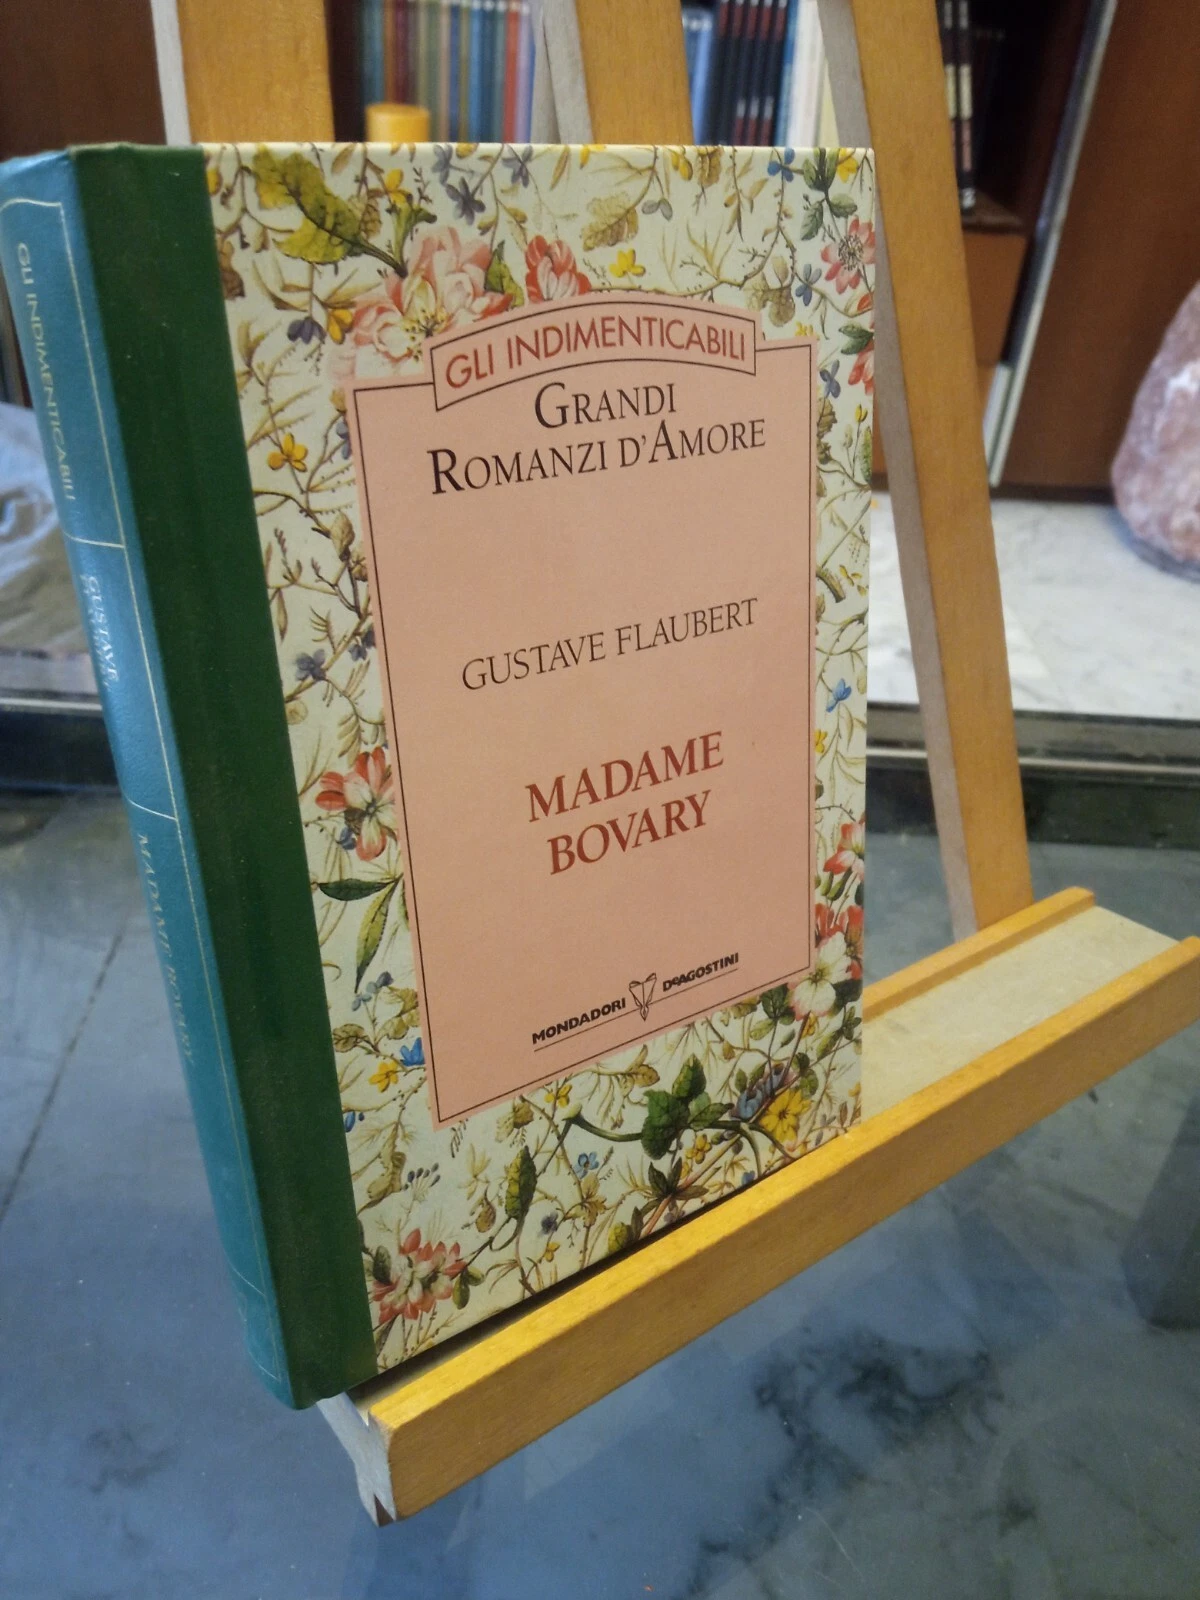 GLI INDIMENTICABILI
GRANDI
ROMANZI D'AMORE
GUSTAVE FLAUBERT
MADAME
BOVARY
MONDADORI DEAGOSTINI
GLI INDIMENTICABILI
GUSTAVE
MADAME BOVARY